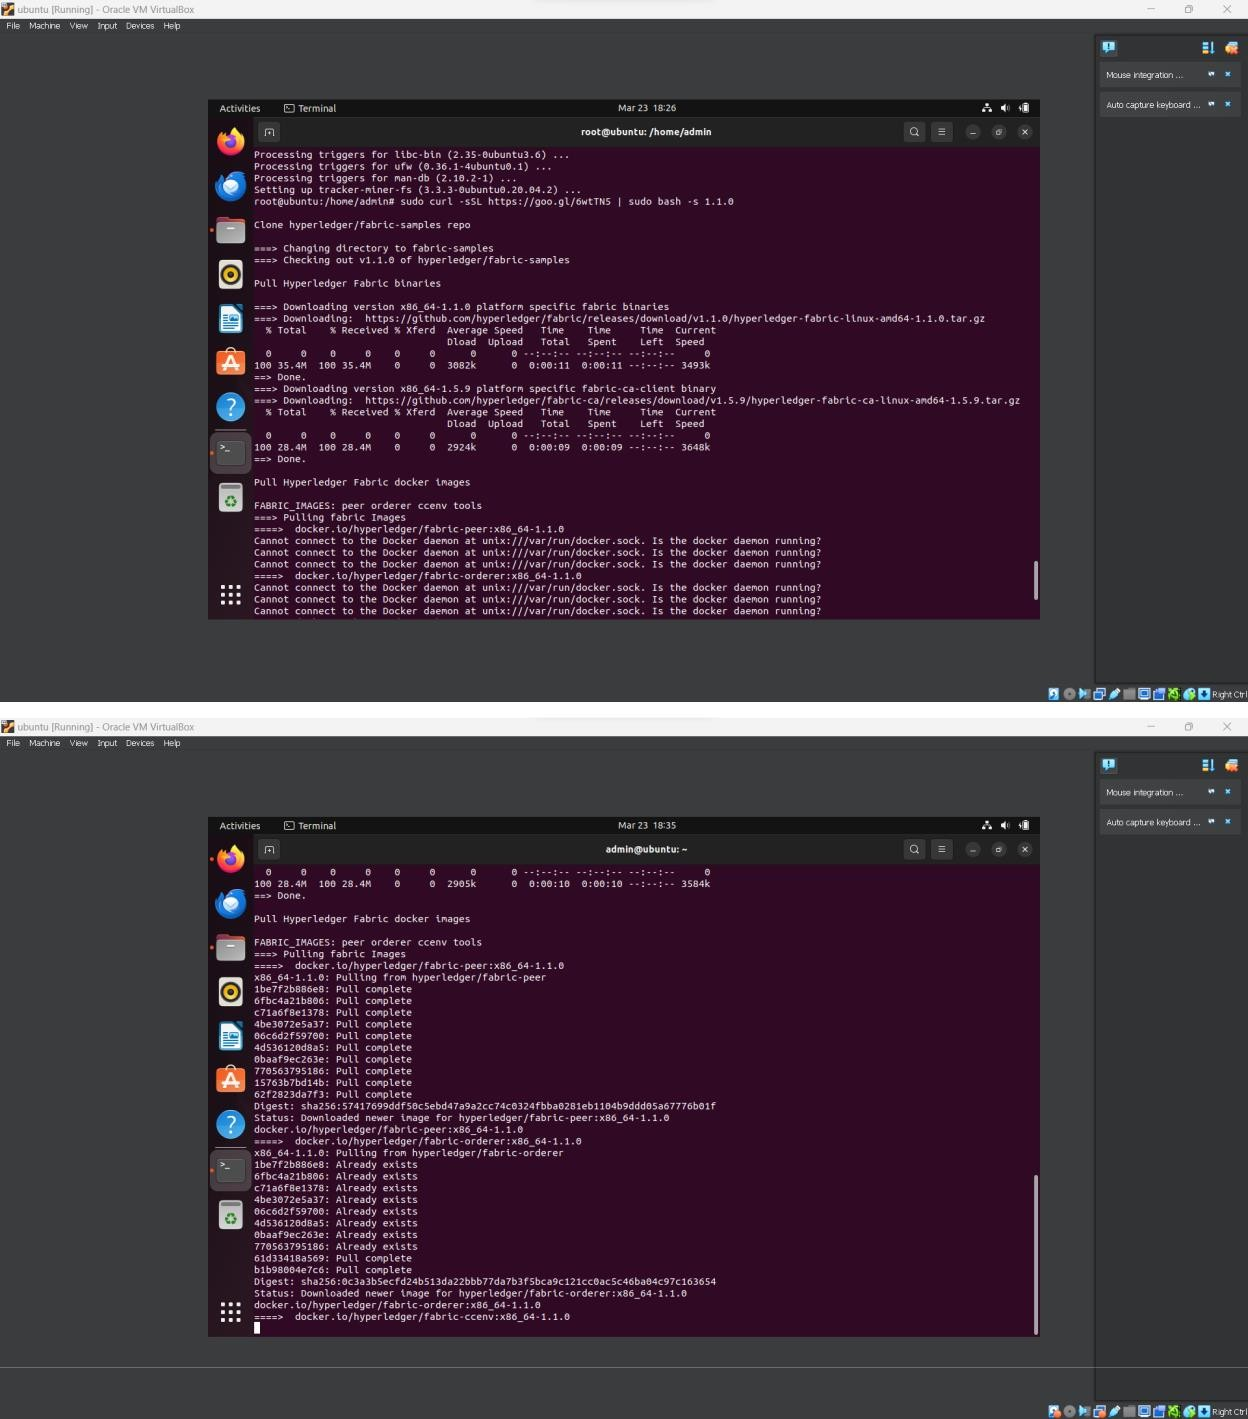 ubuntu [Running] - Oracle VM VirtualBox
File Machine View Input Devices Help
Mouse integration ...
Auto capture keyboard ...
Activities Terminal Mar 23 18:26
root@ubuntu: /home/admin
Processing triggers for libc-bin (2.35-0ubuntu3.6) ...
Processing triggers for ufw (0.36.1-4ubuntu0.1) ...
Processing triggers for man-db (2.10.2-1) ...
Setting up tracker-miner-fs (3.3.3-0ubuntu0.20.04.2) ...
root@ubuntu:/home/admin# sudo curl -sSL https://goo.gl/6wtTN5 | sudo bash -s 1.1.0
Clone hyperledger/fabric-samples repo
===> Changing directory to fabric-samples
===> Checking out v1.1.0 of hyperledger/fabric-samples
Pull Hyperledger Fabric binaries
===> Downloading version x86_64-1.1.0 platform specific fabric binaries
===> Downloading: https://github.com/hyperledger/fabric/releases/download/v1.1.0/hyperledger-fabric-linux-amd64-1.1.0.tar.gz
% Total % Received % Xferd Average Speed Time Time Time Current
Dload Upload Total Spent Left Speed
0 0 0 0 0 0 0 0 --:--:-- --:--:-- --:--:-- 0
100 35.4M 100 35.4M 0 0 3082k 0 0:00:11 0:00:11 --:--:-- 3493k
==> Done.
===> Downloading version x86_64-1.5.9 platform specific fabric-ca-client binary
===> Downloading: https://github.com/hyperledger/fabric-ca/releases/download/v1.5.9/hyperledger-fabric-ca-linux-amd64-1.5.9.tar.gz
% Total % Received % Xferd Average Speed Time Time Time Current
Dload Upload Total Spent Left Speed
0 0 0 0 0 0 0 0 --:--:-- --:--:-- --:--:-- 0
100 28.4M 100 28.4M 0 0 2924k 0 0:00:09 0:00:09 --:--:-- 3648k
==> Done.
Pull Hyperledger Fabric docker images
FABRIC_IMAGES: peer orderer ccenv tools
===> Pulling fabric Images
====> docker.io/hyperledger/fabric-peer:x86_64-1.1.0
Cannot connect to the Docker daemon at unix:///var/run/docker.sock. Is the docker daemon running?
Cannot connect to the Docker daemon at unix:///var/run/docker.sock. Is the docker daemon running?
Cannot connect to the Docker daemon at unix:///var/run/docker.sock. Is the docker daemon running?
====> docker.io/hyperledger/fabric-orderer:x86_64-1.1.0
Cannot connect to the Docker daemon at unix:///var/run/docker.sock. Is the docker daemon running?
Cannot connect to the Docker daemon at unix:///var/run/docker.sock. Is the docker daemon running?
Cannot connect to the Docker daemon at unix:///var/run/docker.sock. Is the docker daemon running?
Right Ctrl
ubuntu [Running] - Oracle VM VirtualBox
File Machine View Input Devices Help
Mouse integration ...
Auto capture keyboard ...
Activities Terminal Mar 23 18:35
admin@ubuntu: ~
0 0 0 0 0 0 0 0 --:--:-- --:--:-- --:--:-- 0
100 28.4M 100 28.4M 0 0 2905k 0 0:00:10 0:00:10 --:--:-- 3584k
==> Done.
Pull Hyperledger Fabric docker images
FABRIC_IMAGES: peer orderer ccenv tools
===> Pulling fabric Images
====> docker.io/hyperledger/fabric-peer:x86_64-1.1.0
x86_64-1.1.0: Pulling from hyperledger/fabric-peer
1be7f2b886e8: Pull complete
6fbc4a21b806: Pull complete
c71a6f8e1378: Pull complete
4be3072e5a37: Pull complete
06c6d2f59700: Pull complete
4d536120d8a5: Pull complete
0baaf9ec263e: Pull complete
770563795186: Pull complete
15763b7bd14b: Pull complete
62f2823da7f3: Pull complete
Digest: sha256:57417699ddf50c5ebd47a9a2cc74c0324fbba0281eb1104b9ddd05a67776b01f
Status: Downloaded newer image for hyperledger/fabric-peer:x86_64-1.1.0
docker.io/hyperledger/fabric-peer:x86_64-1.1.0
====> docker.io/hyperledger/fabric-orderer:x86_64-1.1.0
x86_64-1.1.0: Pulling from hyperledger/fabric-orderer
1be7f2b886e8: Already exists
6fbc4a21b806: Already exists
c71a6f8e1378: Already exists
4be3072e5a37: Already exists
06c6d2f59700: Already exists
4d536120d8a5: Already exists
0baaf9ec263e: Already exists
770563795186: Already exists
61d33418a569: Pull complete
b1b98004e7c6: Pull complete
Digest: sha256:0c3a3b5ecfd24b513da22bbb77da7b3f5bca9c121cc0ac5c46ba04c97c163654
Status: Downloaded newer image for hyperledger/fabric-orderer:x86_64-1.1.0
docker.io/hyperledger/fabric-orderer:x86_64-1.1.0
====> docker.io/hyperledger/fabric-ccenv:x86_64-1.1.0
Right Ctrl